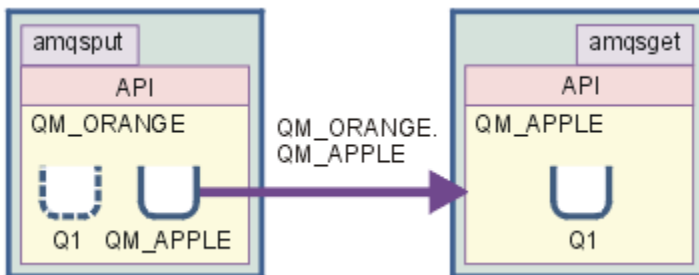 amqsput
API
QM_ORANGE
Q1
QM_APPLE
QM_ORANGE.
QM_APPLE
amqsget
API
QM_APPLE
Q1